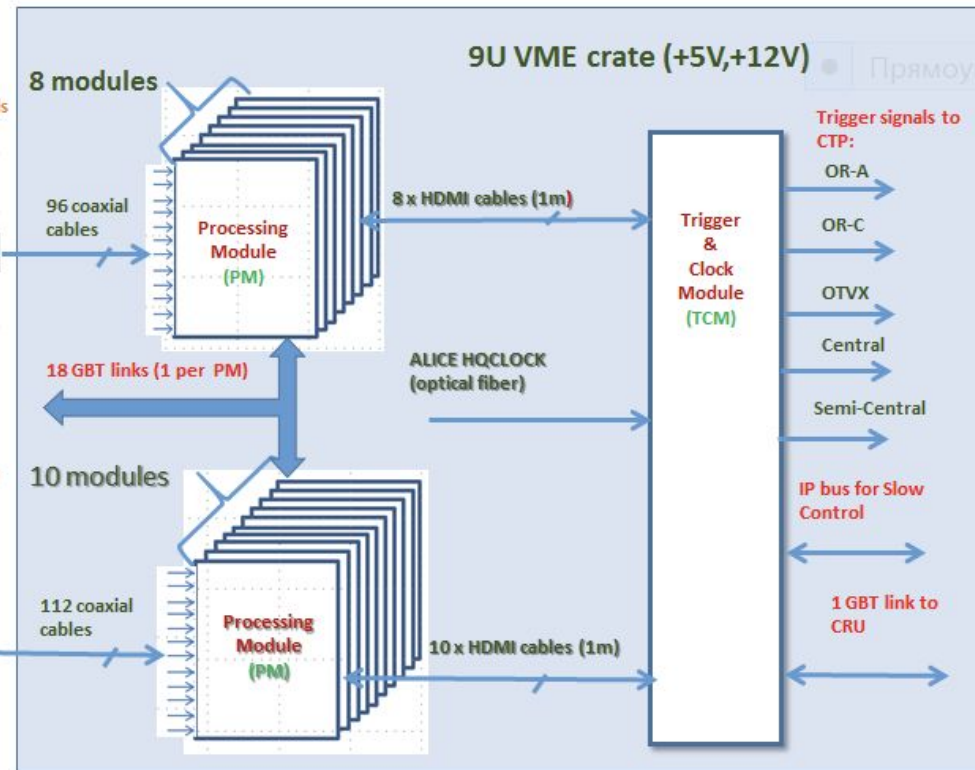 9U VME crate (+5V,+12V)
Прямоу
8 modules
96 coaxial
cables
Processing
Module
(PM)
8 x HDMI cables (1m)
Trigger
&
Clock
Module
(TCM)
Trigger signals to
CTP:
OR-A
OR-C
OTVX
Central
Semi-Central
18 GBT links (1 per PM)
ALICE HQCLOCK
(optical fiber)
10 modules
IP bus for Slow
Control
112 coaxial
cables
Processing
Module
(PM)
10 x HDMI cables (1m)
1 GBT link to
CRU